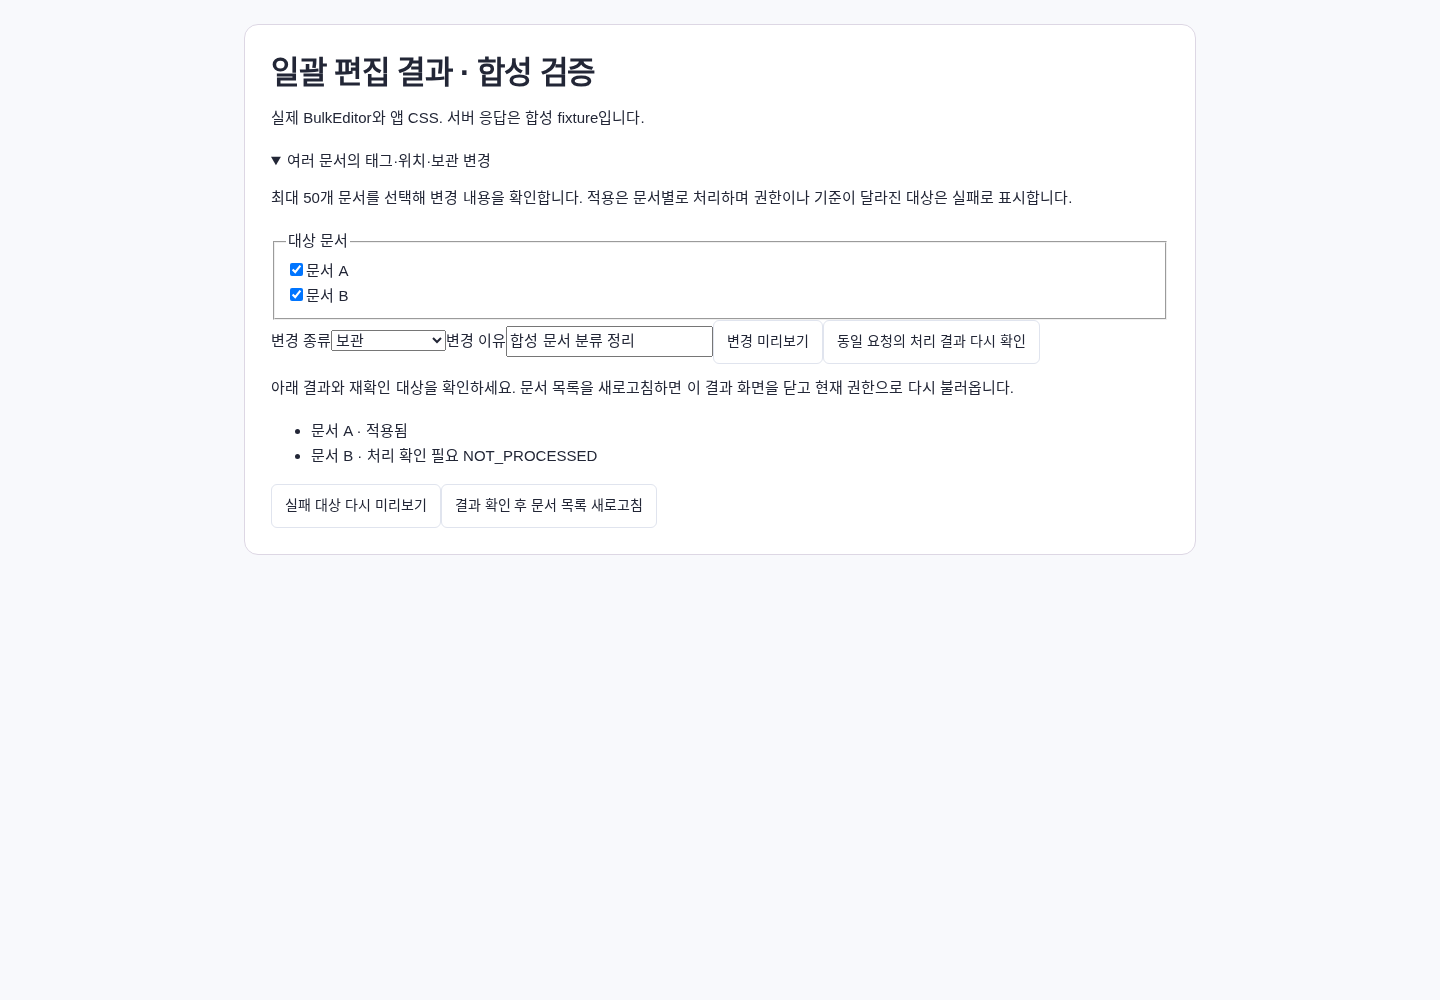 일괄 편집 결과 · 합성 검증
실제 BulkEditor와 앱 CSS. 서버 응답은 합성 fixture입니다.
▼ 여러 문서의 태그·위치·보관 변경
최대 50개 문서를 선택해 변경 내용을 확인합니다. 적용은 문서별로 처리하며 권한이나 기준이 달라진 대상은 실패로 표시합니다.
대상 문서
문서 A
문서 B
변경 종류 보관 변경 이유 합성 문서 분류 정리 변경 미리보기 동일 요청의 처리 결과 다시 확인
아래 결과와 재확인 대상을 확인하세요. 문서 목록을 새로고침하면 이 결과 화면을 닫고 현재 권한으로 다시 불러옵니다.
• 문서 A · 적용됨
• 문서 B · 처리 확인 필요 NOT_PROCESSED
실패 대상 다시 미리보기 결과 확인 후 문서 목록 새로고침